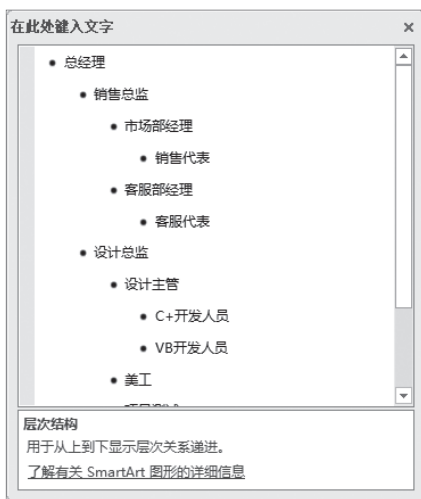 在此处键入文字
总经理
销售总监
市场部经理
销售代表
客服部经理
客服代表
设计总监
设计主管
C+开发人员
VB开发人员
美工
层次结构
用于从上到下显示层次关系递进。
了解有关 SmartArt 图形的详细信息